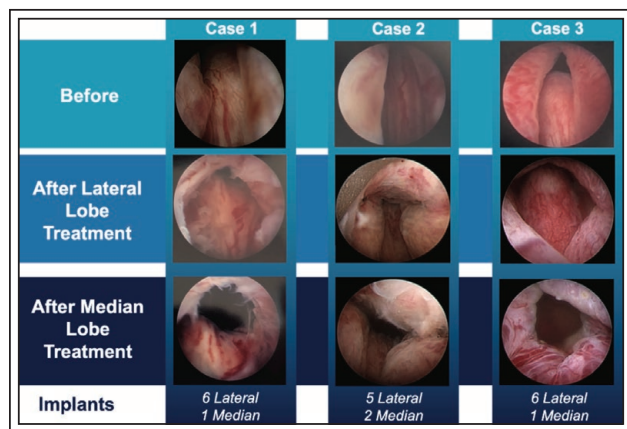 Case 1 Case 2 Case 3
Before
After Lateral
Lobe
Treatment
After Median
Lobe
Treatment
Implants
6 Lateral
1 Median
5 Lateral
2 Median
6 Lateral
1 Median